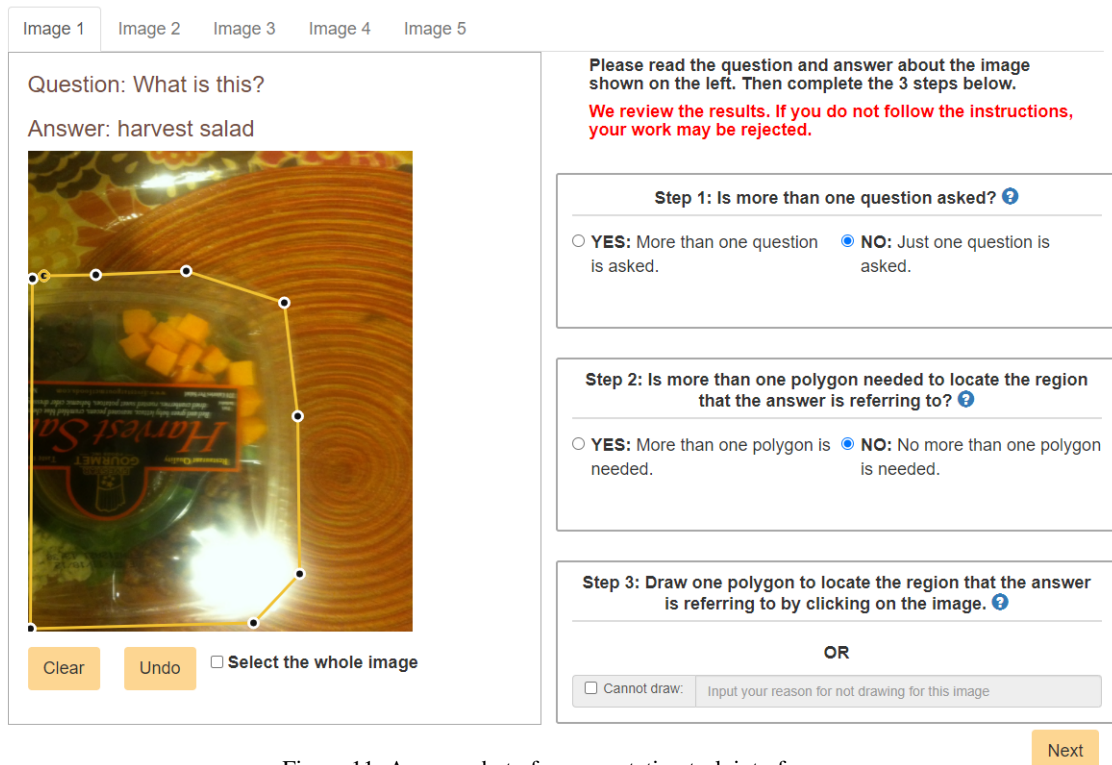 Image 1 Image 2 Image 3 Image 4 Image 5
Question: What is this?
Answer: harvest salad
Harvest Sal
GOURMET
Clear Undo Select the whole image
Please read the question and answer about the image
shown on the left. Then complete the 3 steps below.
We review the results. If you do not follow the instructions,
your work may be rejected.
Step 1: Is more than one question asked? ?
YES: More than one question
is asked.
NO: Just one question is
asked.
Step 2: Is more than one polygon needed to locate the region
that the answer is referring to? ?
YES: More than one polygon is
needed.
NO: No more than one polygon
is needed.
Step 3: Draw one polygon to locate the region that the answer
is referring to by clicking on the image. ?
OR
Cannot draw: Input your reason for not drawing for this image
Next